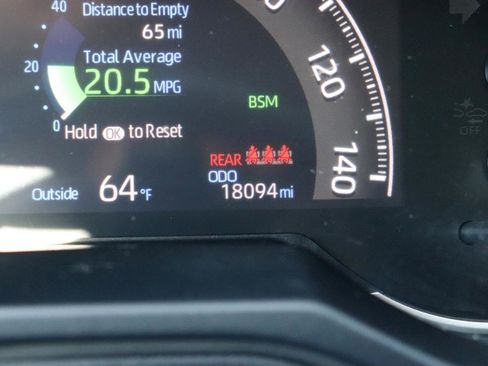 40
Distance to Empty
65 mi
Total Average
20
20.5 MPG
0
Hold OK to Reset
BSM
120
REAR
140
ODO
18094 mi
Outside 64 °F
OFF